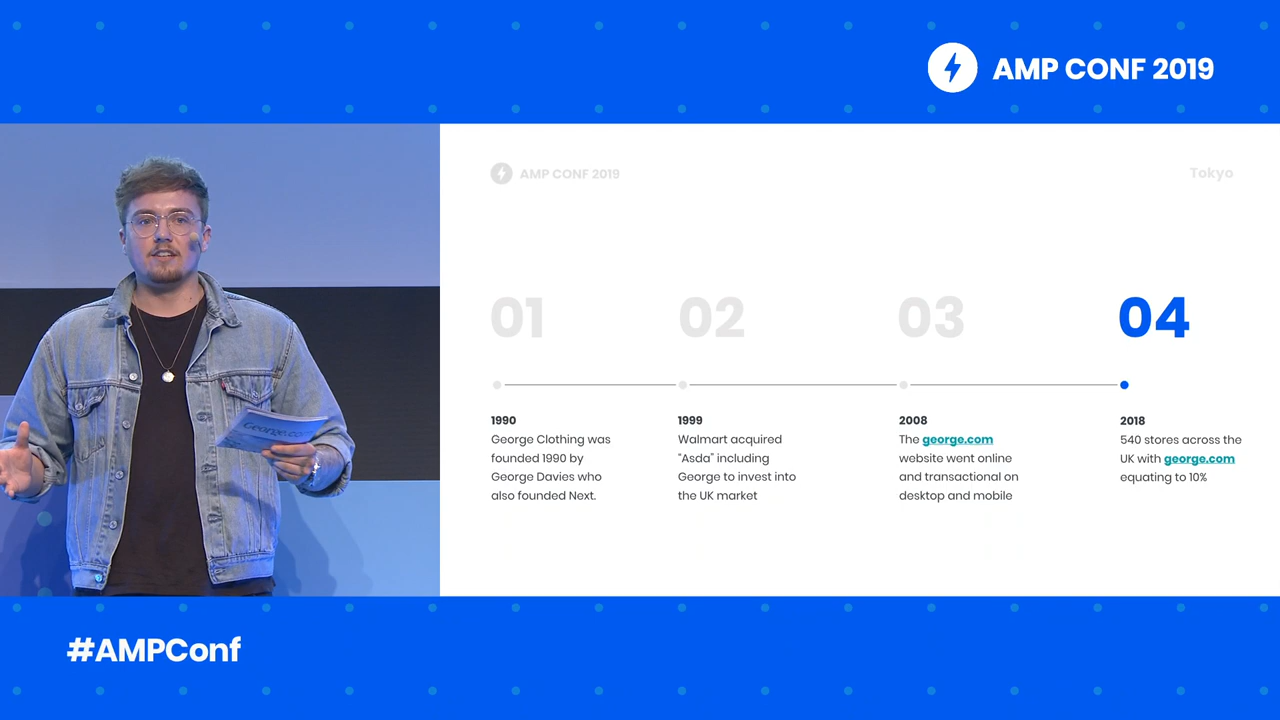 AMP CONF 2019
AMP CONF 2019
Tokyo
01
02
03
04
1990
George Clothing was
founded 1990 by
George Davies who
also founded Next.
1999
Walmart acquired
"Asda" including
George to invest into
the UK market
2008
The george.com
website went online
and transactional on
desktop and mobile
2018
540 stores across the
UK with george.com
equating to 10%
George.com
#AMPConf